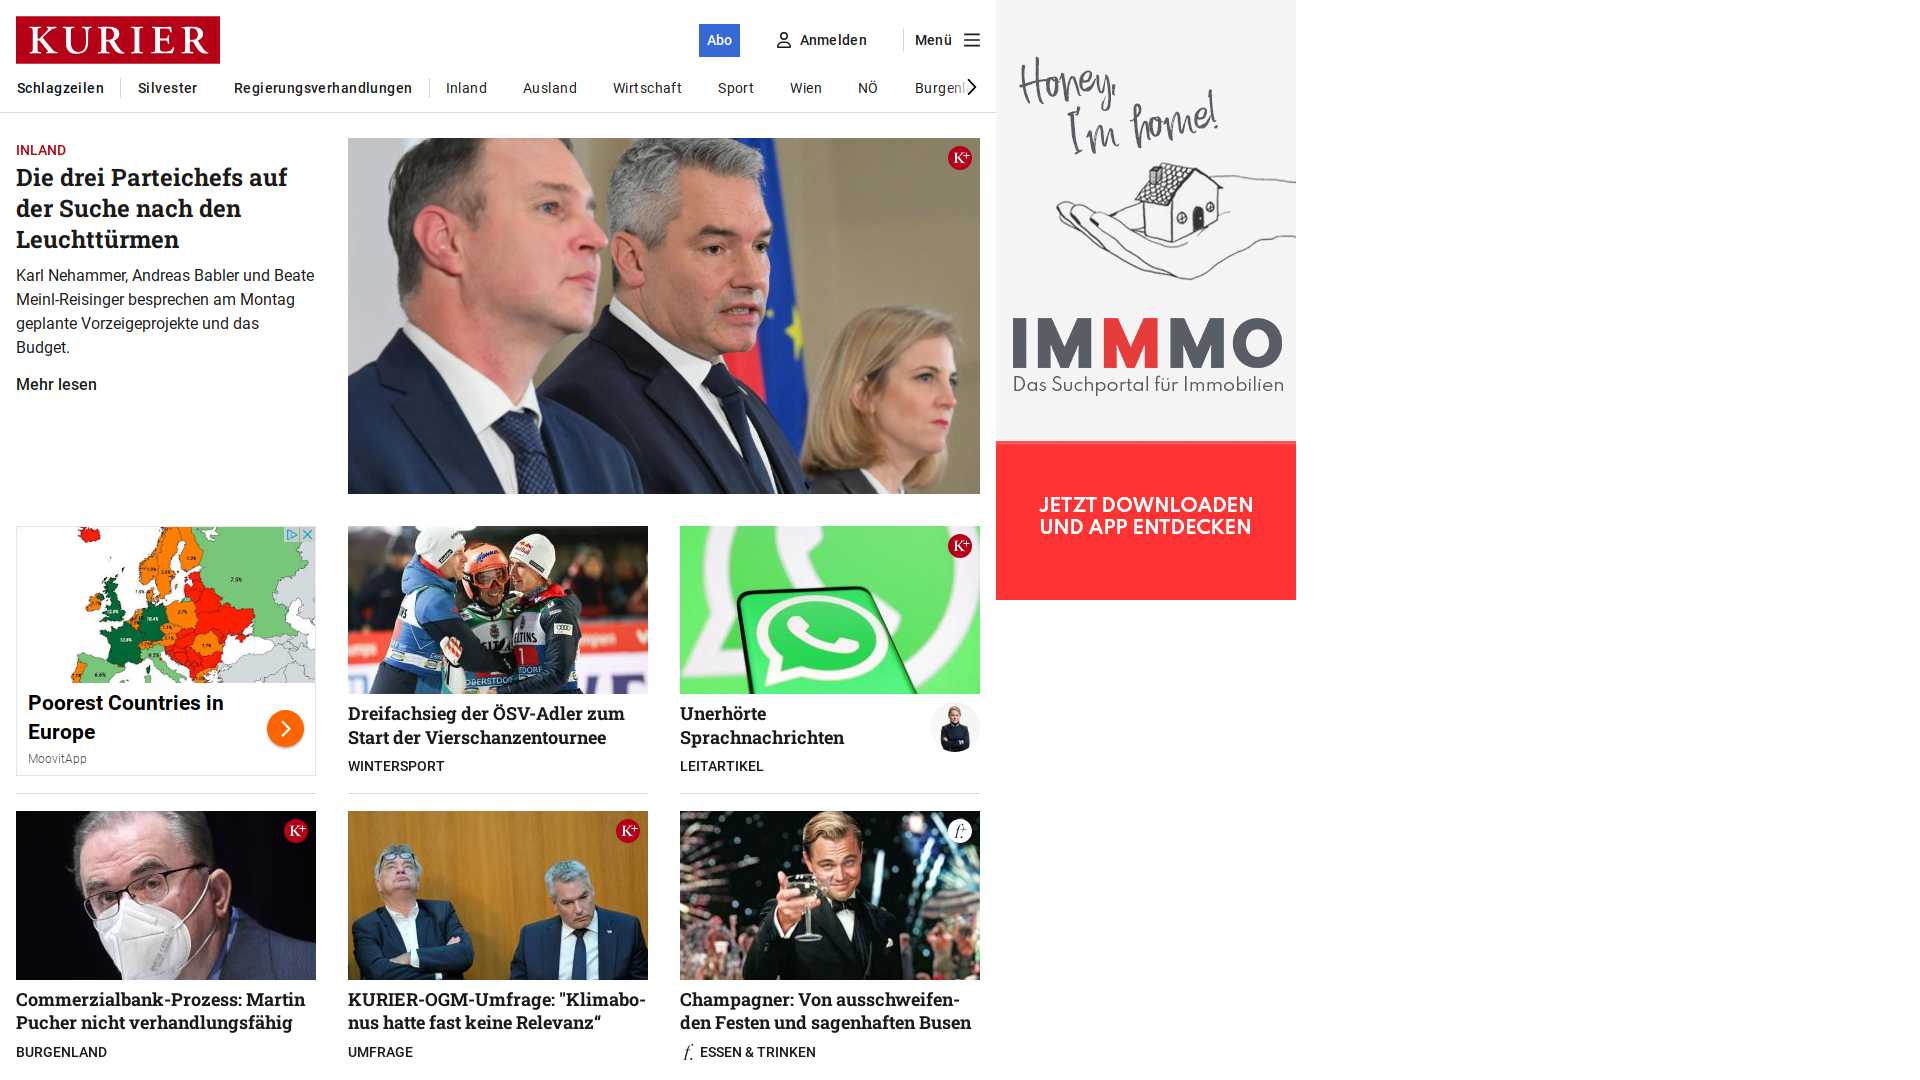 KURIER
Abo
Anmelden
Menü
Schlagzeilen
Silvester
Regierungsverhandlungen
Inland
Ausland
Wirtschaft
Sport
Wien
NÖ
INLAND
Die drei Parteichefs auf
der Suche nach den
Leuchttürmen
Karl Nehammer, Andreas Babler und Beate
Meinl-Reisinger besprechen am Montag
geplante Vorzeigeprojekte und das
Budget.
Mehr lesen
K+
Honey,
I'm home!
IMMMO
Das Suchportal für Immobilien
JETZT DOWNLOADEN
UND APP ENTDECKEN
Poorest Countries in
Europe
MoovitApp
Dreifachsieg der ÖSV-Adler zum
Start der Vierschanzentournee
WINTERSPORT
K+
Unerhörte
Sprachnachrichten
LEITARTIKEL
K+
Commerzialbank-Prozess: Martin
Pucher nicht verhandlungsfähig
BURGENLAND
K+
KURIER-OGM-Umfrage: "Klimabo-
nus hatte fast keine Relevanz“
UMFRAGE
f+
Champagner: Von ausschweifen-
den Festen und sagenhaften Busen
f. ESSEN & TRINKEN